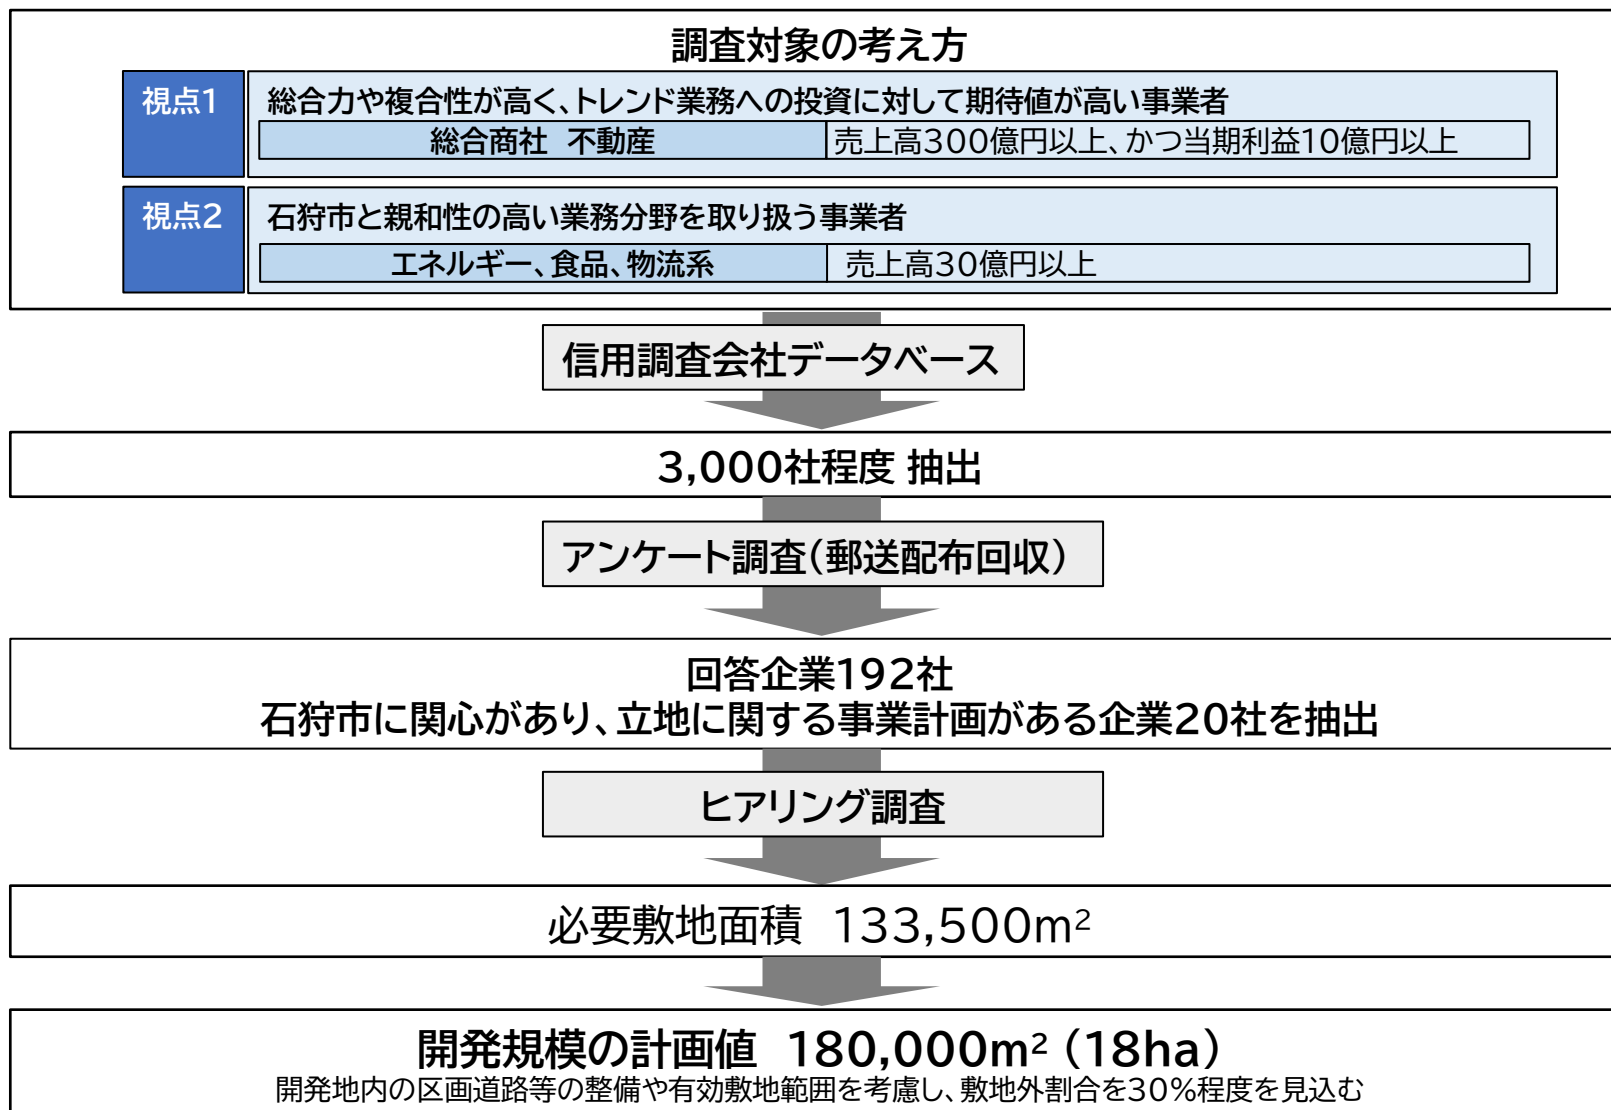 調査対象の考え方
視点1
総合力や複合性が高く、トレンド業務への投資に対して期待値が高い事業者
総合商社 不動産
売上高300億円以上、かつ当期利益10億円以上
視点2
石狩市と親和性の高い業務分野を取り扱う事業者
エネルギー、食品、物流系
売上高30億円以上
信用調査会社データベース
3,000社程度 抽出
アンケート調査(郵送配布回収)
回答企業192社
石狩市に関心があり、立地に関する事業計画がある企業20社を抽出
ヒアリング調査
必要敷地面積 133,500m²
開発規模の計画値 180,000m² (18ha)
開発地内の区画道路等の整備や有効敷地範囲を考慮し、敷地外割合を30%程度を見込む